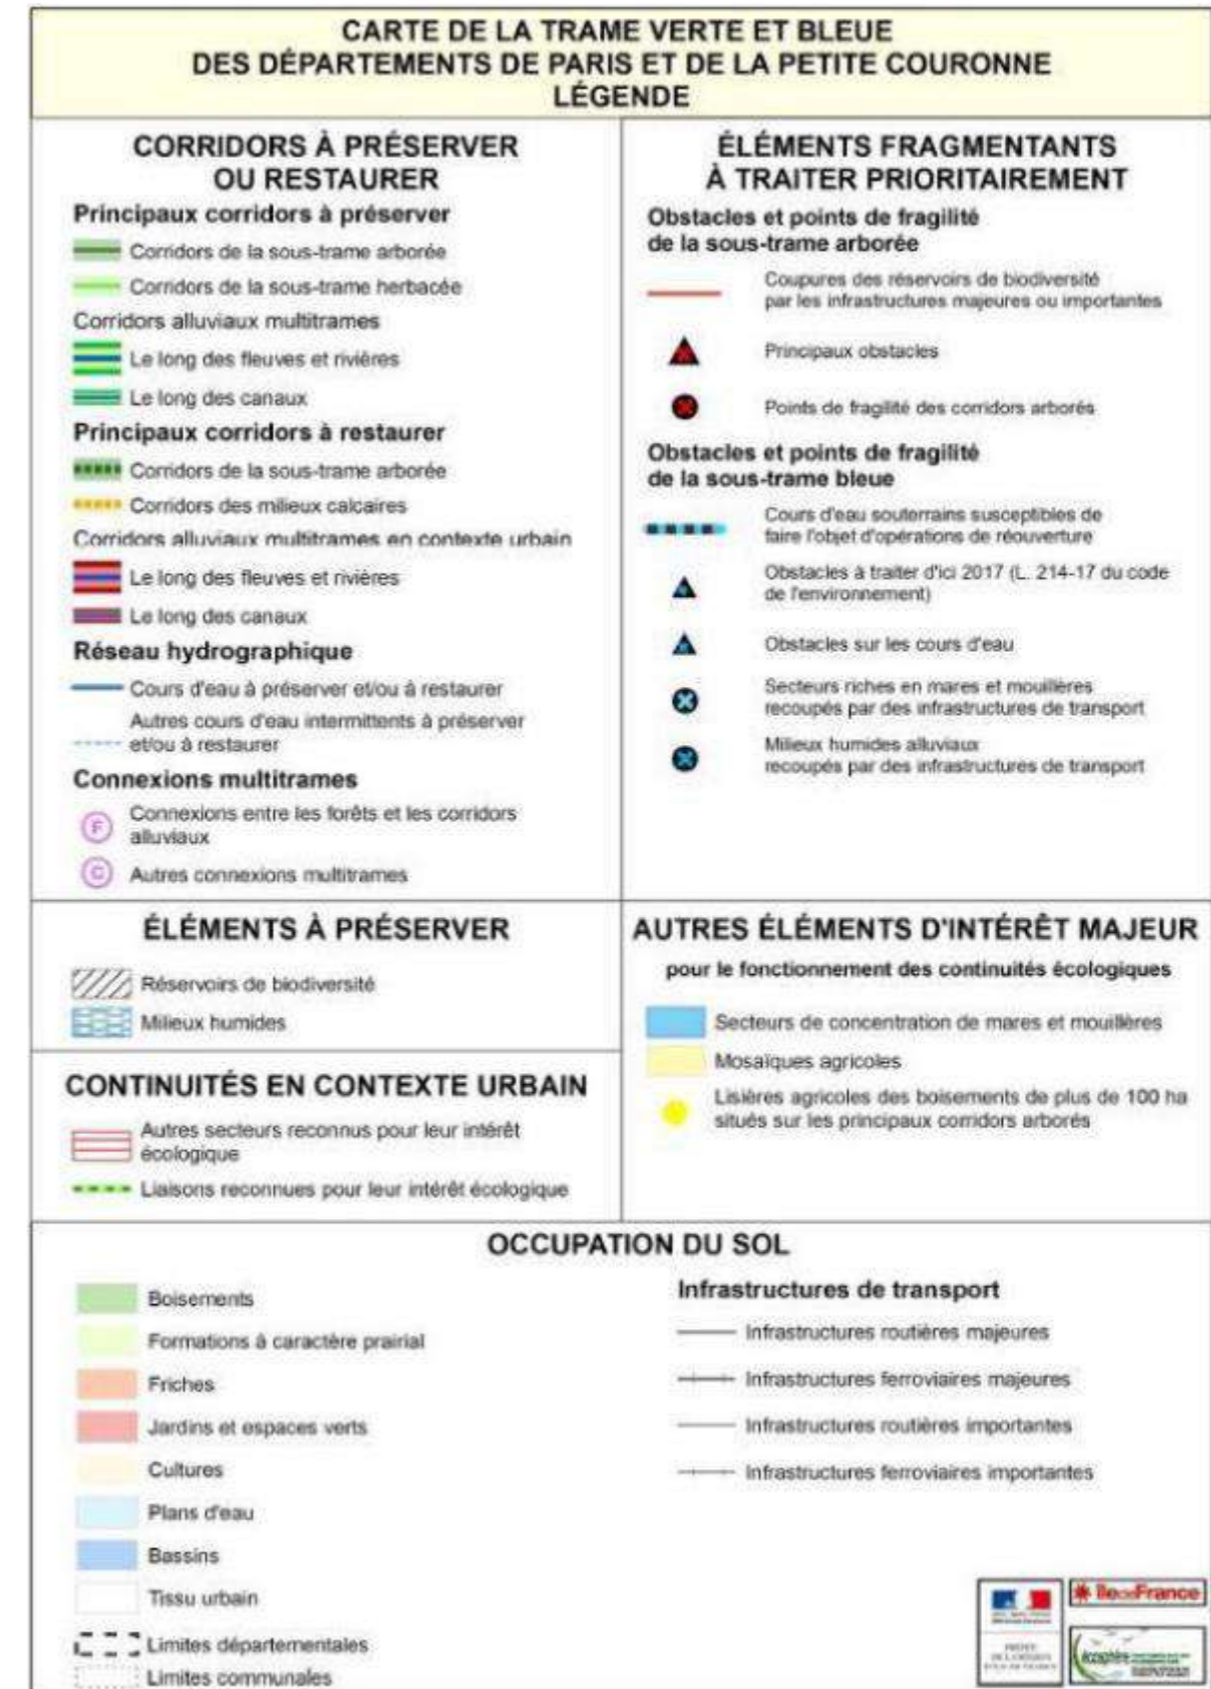 CARTE DE LA TRAME VERTE ET BLEUE
DES DÉPARTEMENTS DE PARIS ET DE LA PETITE COURONNE
LÉGENDE
CORRIDORS À PRÉSERVER
OU RESTAURER
Principaux corridors à préserver
Corridors de la sous-trame arborée
Corridors de la sous-trame herbacée
Corridors alluviaux multitrames
Le long des fleuves et rivières
Le long des canaux
Principaux corridors à restaurer
Corridors de la sous-trame arborée
Corridors des milieux calcaires
Corridors alluviaux multitrames en contexte urbain
Le long des fleuves et rivières
Le long des canaux
Réseau hydrographique
Cours d'eau à préserver et/ou à restaurer
Autres cours d'eau intermittents à préserver
et/ou à restaurer
Connexions multitrames
F
Connexions entre les forêts et les corridors
alluviaux
C
Autres connexions multitrames
ÉLÉMENTS FRAGMENTANTS
À TRAITER PRIORITAIREMENT
Obstacles et points de fragilité
de la sous-trame arborée
Coupures des réservoirs de biodiversité
par les infrastructures majeures ou importantes
Principaux obstacles
Points de fragilité des corridors arborés
Obstacles et points de fragilité
de la sous-trame bleue
Cours d'eau souterrains susceptibles de
faire l'objet d'opérations de réouverture
Obstacles à traiter d'ici 2017 (L. 214-17 du code
de l'environnement)
Obstacles sur les cours d'eau
Secteurs riches en mares et mouillères
recoupés par des infrastructures de transport
Milieux humides alluviaux
recoupés par des infrastructures de transport
ÉLÉMENTS À PRÉSERVER
Réservoirs de biodiversité
Milieux humides
CONTINUITÉS EN CONTEXTE URBAIN
Autres secteurs reconnus pour leur intérêt
écologique
Liaisons reconnues pour leur intérêt écologique
AUTRES ÉLÉMENTS D'INTÉRÊT MAJEUR
pour le fonctionnement des continuités écologiques
Secteurs de concentration de mares et mouillères
Mosaïques agricoles
Lisières agricoles des boisements de plus de 100 ha
situés sur les principaux corridors arborés
OCCUPATION DU SOL
Boisements
Formations à caractère prairial
Friches
Jardins et espaces verts
Cultures
Plans d'eau
Bassins
Tissu urbain
Limites départementales
Limites communales
Infrastructures de transport
Infrastructures routières majeures
Infrastructures ferroviaires majeures
Infrastructures routières importantes
Infrastructures ferroviaires importantes
île de France
écosphère